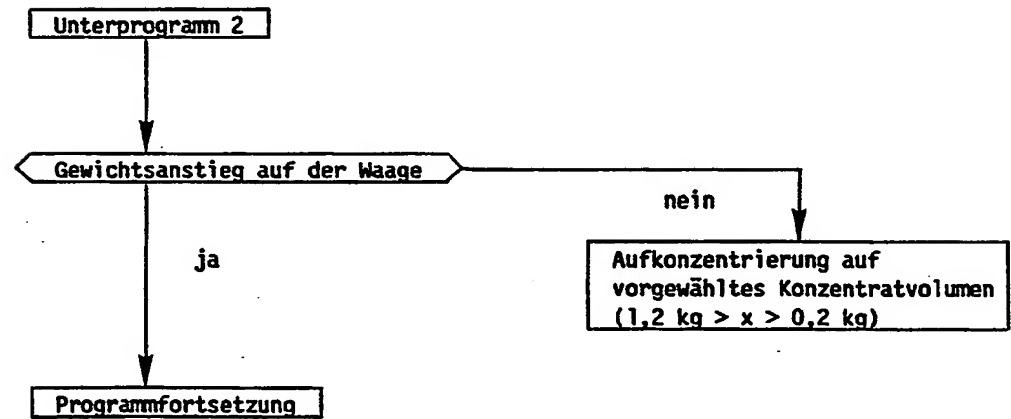 Unterprogramm 2
Gewichtsanstieg auf der Waage
nein
ja
Aufkonzentrierung auf
vorgewähltes Konzentratvolumen
(1,2 kg > x > 0,2 kg)
Programmfortsetzung